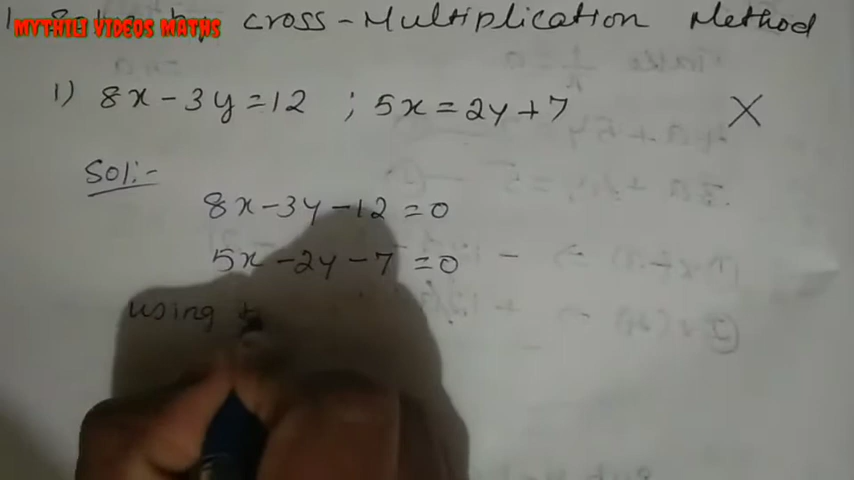 cross-Multiplication Method
MYTHILI VIDEOS MATHS
1) 8x - 3y = 12 ; 5x = 2y + 7
Sol:-
8x - 3y - 12 = 0
5x - 2y - 7 = 0
using